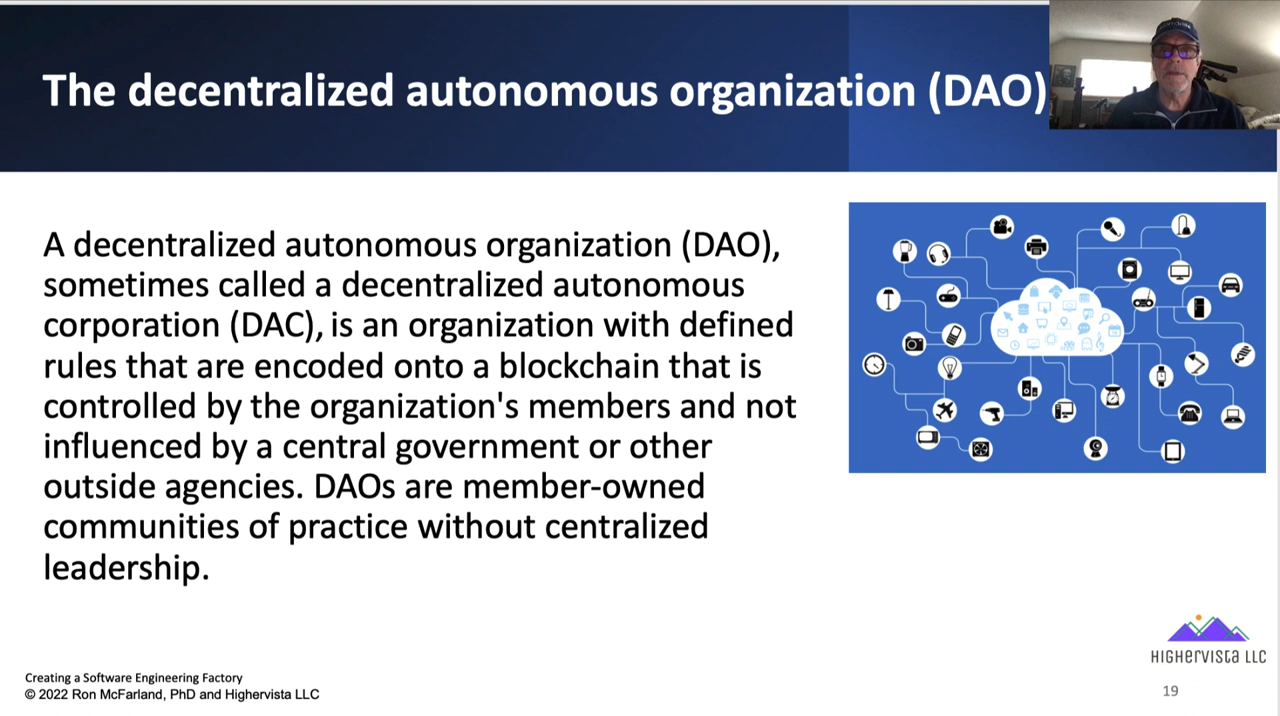 The decentralized autonomous organization (DAO)
A decentralized autonomous organization (DAO),
sometimes called a decentralized autonomous
corporation (DAC), is an organization with defined
rules that are encoded onto a blockchain that is
controlled by the organization's members and not
influenced by a central government or other
outside agencies. DAOs are member-owned
communities of practice without centralized
leadership.
HIGHERVISTA LLC
Creating a Software Engineering Factory
© 2022 Ron McFarland, PhD and Highervista LLC
19